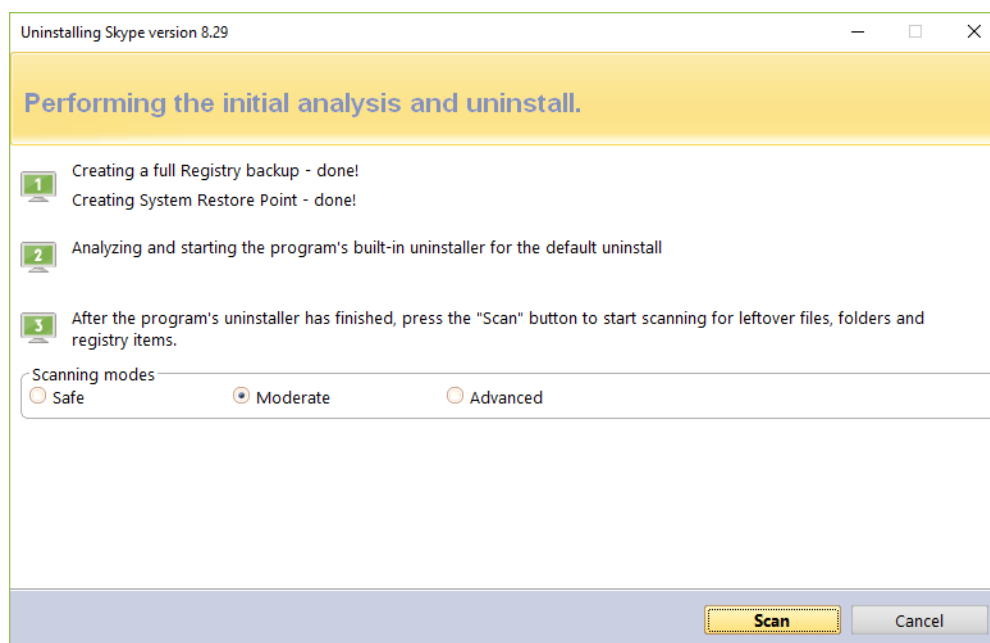 Uninstalling Skype version 8.29
Performing the initial analysis and uninstall.
1
Creating a full Registry backup - done!
Creating System Restore Point - done!
2
Analyzing and starting the program's built-in uninstaller for the default uninstall
3
After the program's uninstaller has finished, press the "Scan" button to start scanning for leftover files, folders and
registry items.
Scanning modes
Safe Moderate Advanced
Scan Cancel